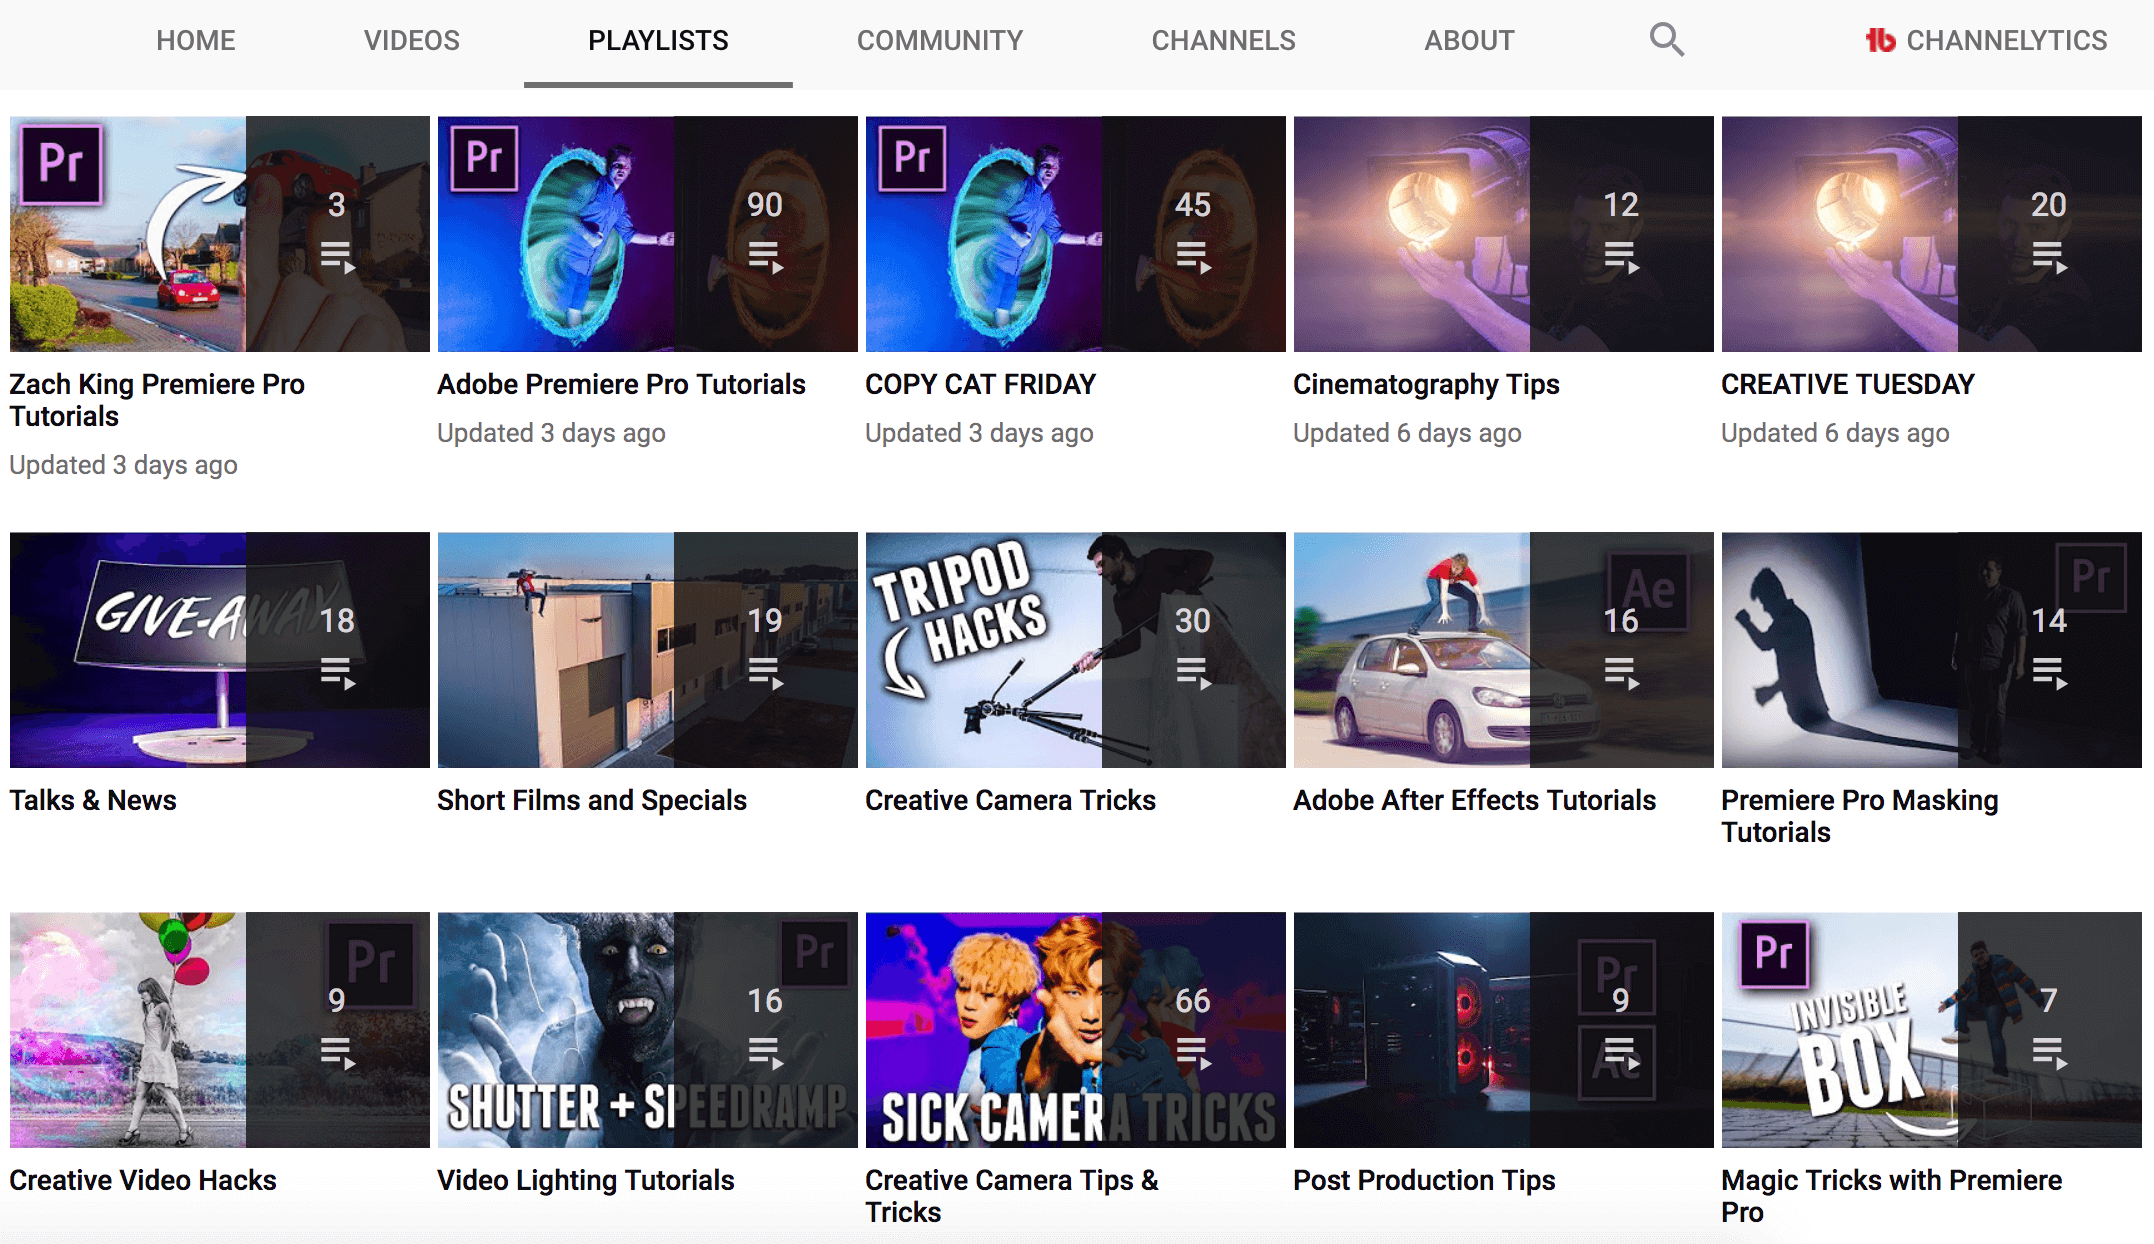 HOME VIDEOS PLAYLISTS COMMUNITY CHANNELS ABOUT tb CHANNELYTICS
Pr
3
Pr
90
Pr
45
12
20
Zach King Premiere Pro
Tutorials
Updated 3 days ago
Adobe Premiere Pro Tutorials
Updated 3 days ago
COPY CAT FRIDAY
Updated 3 days ago
Cinematography Tips
Updated 6 days ago
CREATIVE TUESDAY
Updated 6 days ago
GIVE-AWAY
18
19
TRIPOD
HACKS
30
Ae
16
Pr
14
Talks & News
Short Films and Specials
Creative Camera Tricks
Adobe After Effects Tutorials
Premiere Pro Masking
Tutorials
Pr
9
Pr
16
SHUTTER + SPEEDRAMP
66
SICK CAMERA TRICKS
Pr
9
Ae
Pr
INVISIBLE
BOX
7
Creative Video Hacks
Video Lighting Tutorials
Creative Camera Tips &
Tricks
Post Production Tips
Magic Tricks with Premiere
Pro